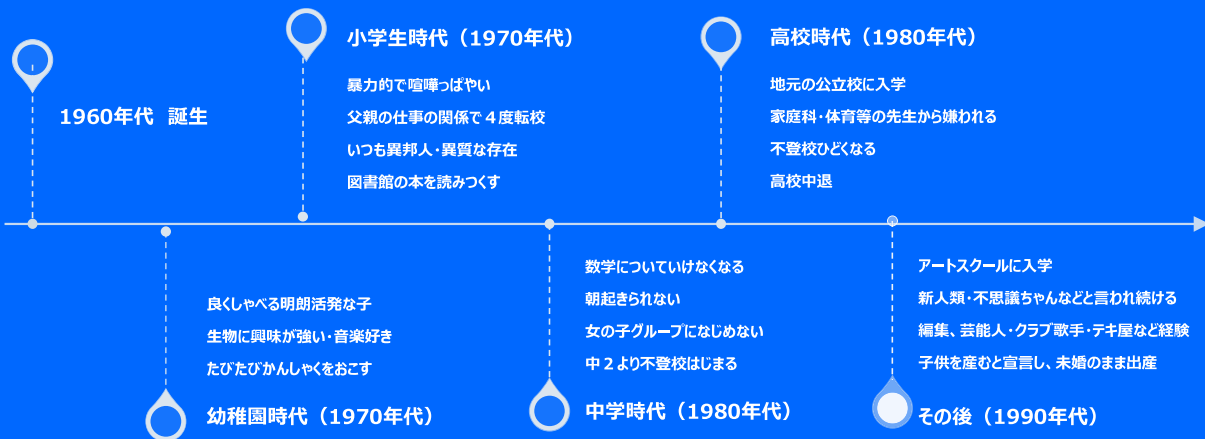 1960年代 誕生
良くしゃべる明朗活発な子
生物に興味が強い・音楽好き
たびたびかんしゃくをおこす
幼稚園時代（1970年代）
小学生時代（1970年代）
暴力的で喧嘩っぱやい
父親の仕事の関係で４度転校
いつも異邦人・異質な存在
図書館の本を読みつくす
数学についていけなくなる
朝起きられない
女の子グループになじめない
中２より不登校はじまる
中学時代（1980年代）
高校時代（1980年代）
地元の公立校に入学
家庭科・体育等の先生から嫌われる
不登校ひどくなる
高校中退
アートスクールに入学
新人類・不思議ちゃんなどと言われ続ける
編集、芸能人・クラブ歌手・テキ屋など経験
子供を産むと宣言し、未婚のまま出産
その後（1990年代）